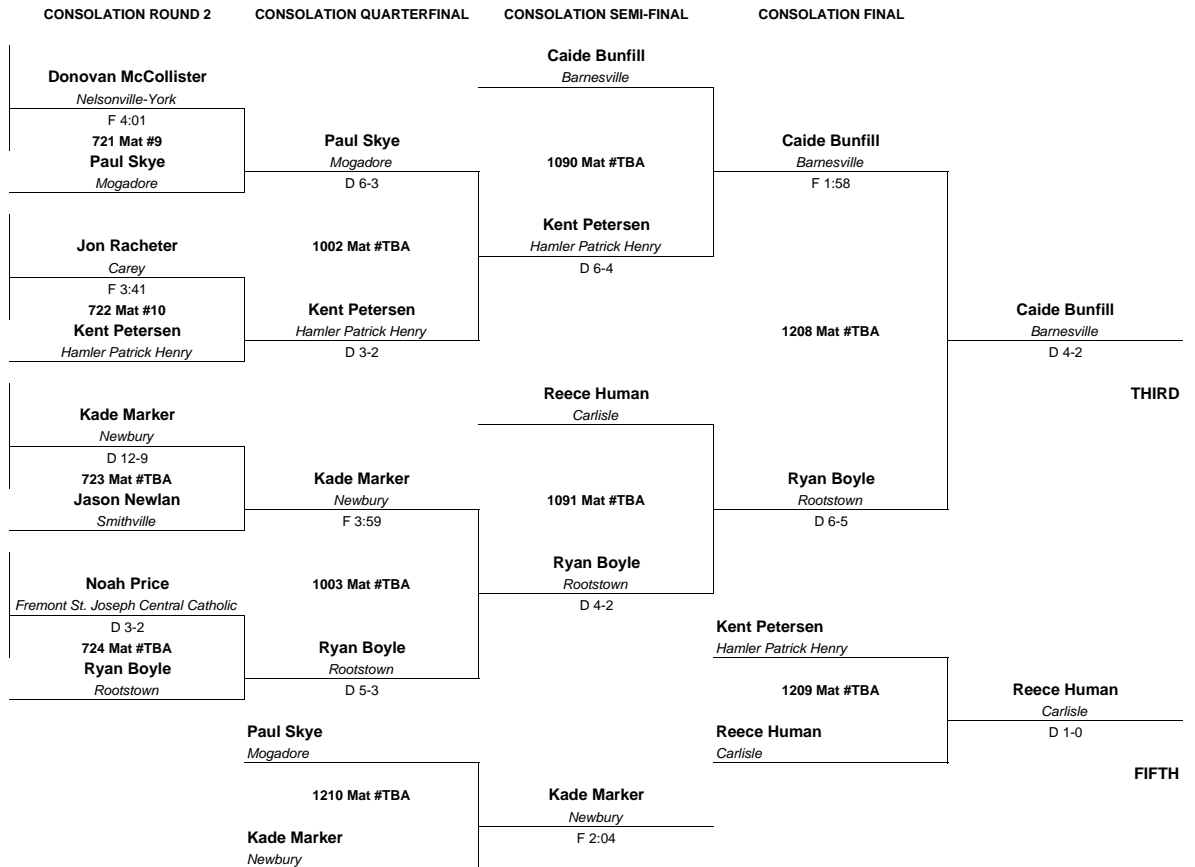 CONSOLATION ROUND 2
CONSOLATION QUARTERFINAL
CONSOLATION SEMI-FINAL
CONSOLATION FINAL
Donovan McCollister
Nelsonville-York
F 4:01
721 Mat #9
Paul Skye
Mogadore
Jon Racheter
Carey
F 3:41
722 Mat #10
Kent Petersen
Hamler Patrick Henry
Kade Marker
Newbury
D 12-9
723 Mat #TBA
Jason Newlan
Smithville
Noah Price
Fremont St. Joseph Central Catholic
D 3-2
724 Mat #TBA
Ryan Boyle
Rootstown
Paul Skye
Mogadore
D 6-3
1002 Mat #TBA
Kent Petersen
Hamler Patrick Henry
D 3-2
Kade Marker
Newbury
F 3:59
1003 Mat #TBA
Ryan Boyle
Rootstown
D 5-3
Paul Skye
Mogadore
1210 Mat #TBA
Kade Marker
Newbury
Caide Bunfill
Barnesville
1090 Mat #TBA
Kent Petersen
Hamler Patrick Henry
D 6-4
Reece Human
Carlisle
1091 Mat #TBA
Ryan Boyle
Rootstown
D 4-2
Kade Marker
Newbury
F 2:04
Caide Bunfill
Barnesville
F 1:58
1208 Mat #TBA
Ryan Boyle
Rootstown
D 6-5
Kent Petersen
Hamler Patrick Henry
1209 Mat #TBA
Reece Human
Carlisle
Caide Bunfill
Barnesville
D 4-2
THIRD
Reece Human
Carlisle
D 1-0
FIFTH